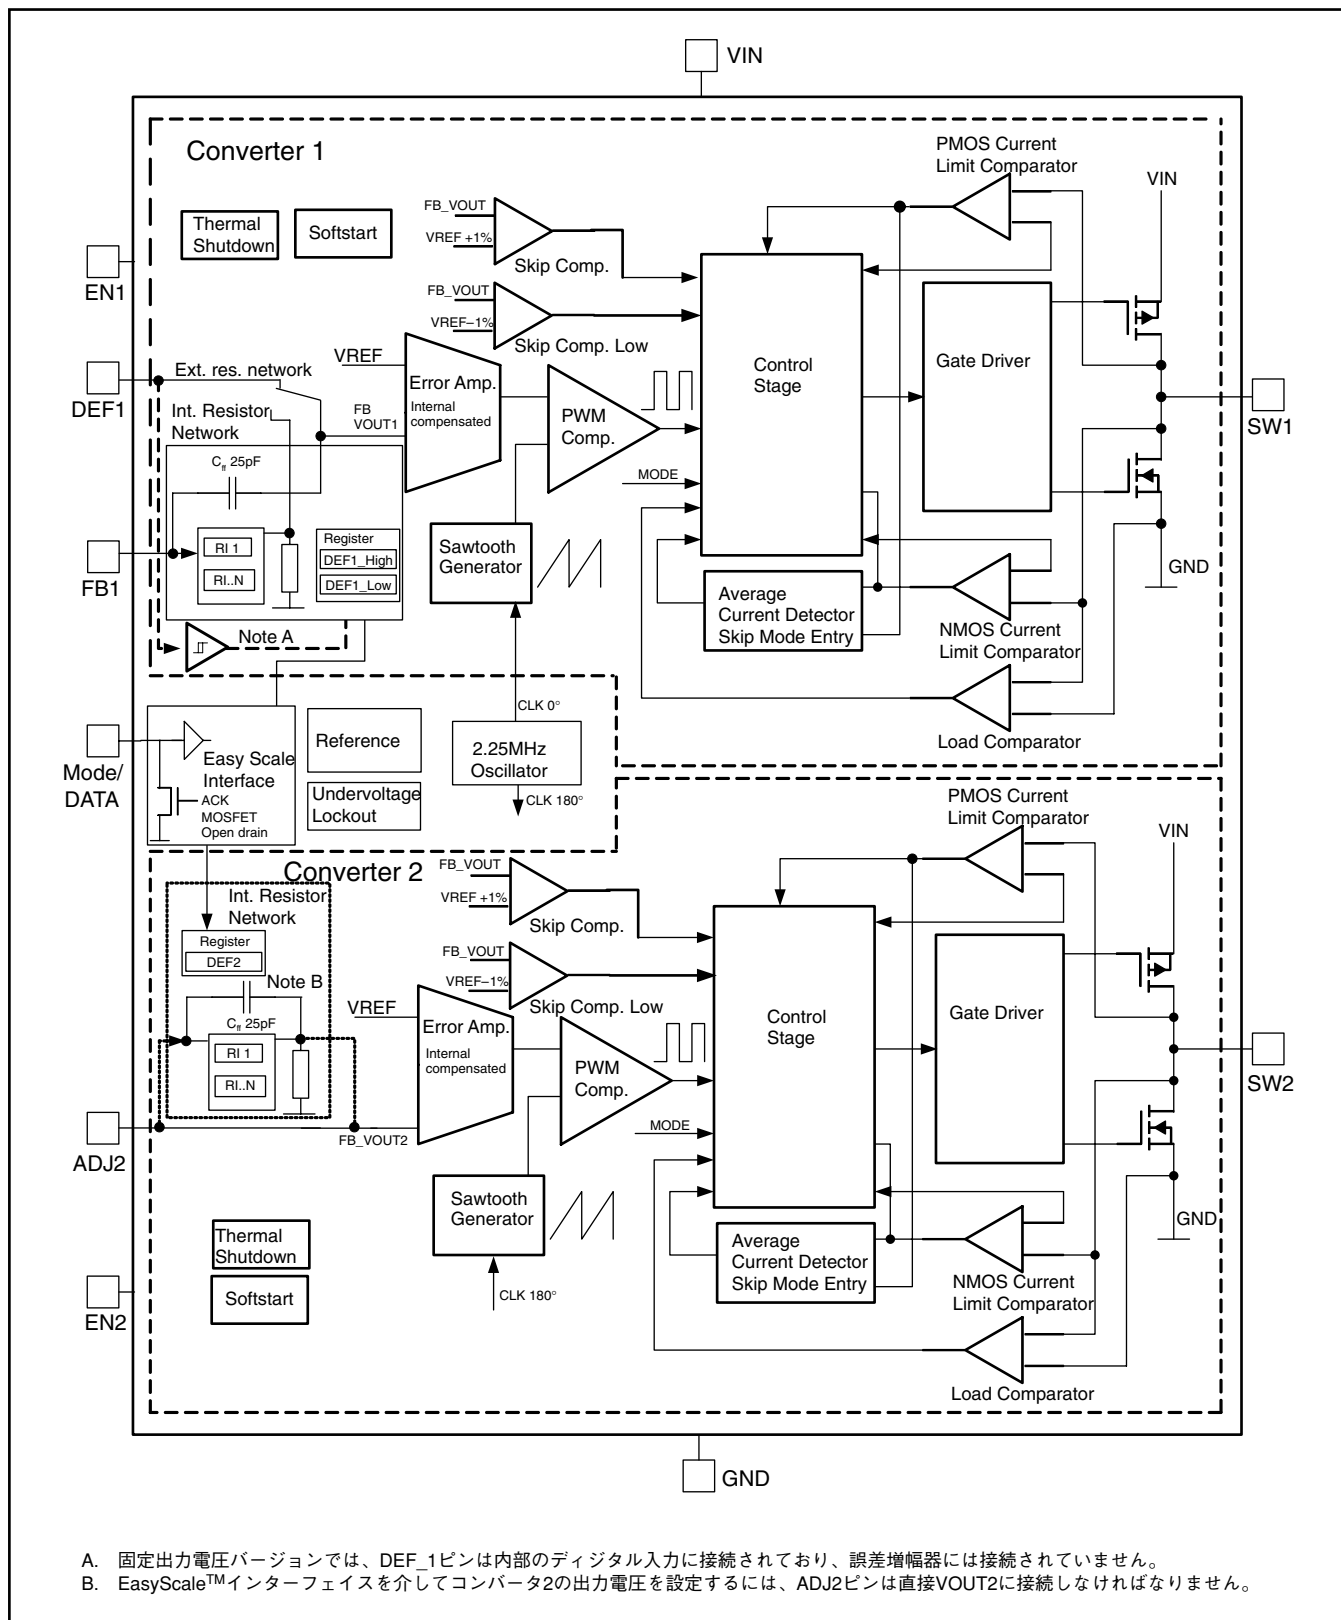 VIN
Converter 1
PMOS Current
Limit Comparator
VIN
Thermal
Shutdown
Softstart
FB_VOUT
VREF +1%
Skip Comp.
EN1
FB_VOUT
VREF–1%
Skip Comp. Low
Control
Stage
Gate Driver
VREF
Error Amp.
Internal
compensated
Ext. res. network
DEF1
Int. Resistor
Network
FB
VOUT1
PWM
Comp.
SW1
Cff 25pF
MODE
RI 1
RI..N
Register
DEF1_High
DEF1_Low
FB1
Sawtooth
Generator
GND
Average
Current Detector
Skip Mode Entry
NMOS Current
Limit Comparator
Note A
CLK 0°
Load Comparator
Mode/
DATA
Easy Scale
Interface
ACK
MOSFET
Open drain
Reference
Undervoltage
Lockout
2.25MHz
Oscillator
CLK 180°
PMOS Current
Limit Comparator
VIN
Converter 2
FB_VOUT
VREF +1%
Skip Comp.
Int. Resistor
Network
Register
DEF2
Note B
FB_VOUT
VREF–1%
Skip Comp. Low
Control
Stage
Gate Driver
VREF
Error Amp.
Internal
compensated
Cff 25pF
RI 1
RI..N
PWM
Comp.
SW2
MODE
ADJ2
FB_VOUT2
Sawtooth
Generator
GND
Thermal
Shutdown
Softstart
Average
Current Detector
Skip Mode Entry
NMOS Current
Limit Comparator
EN2
CLK 180°
Load Comparator
GND
A. 固定出力電圧バージョンでは、DEF_1ピンは内部のディジタル入力に接続されており、誤差増幅器には接続されていません。
B. EasyScale™インターフェイスを介してコンバータ2の出力電圧を設定するには、ADJ2ピンは直接VOUT2に接続しなければなりません。